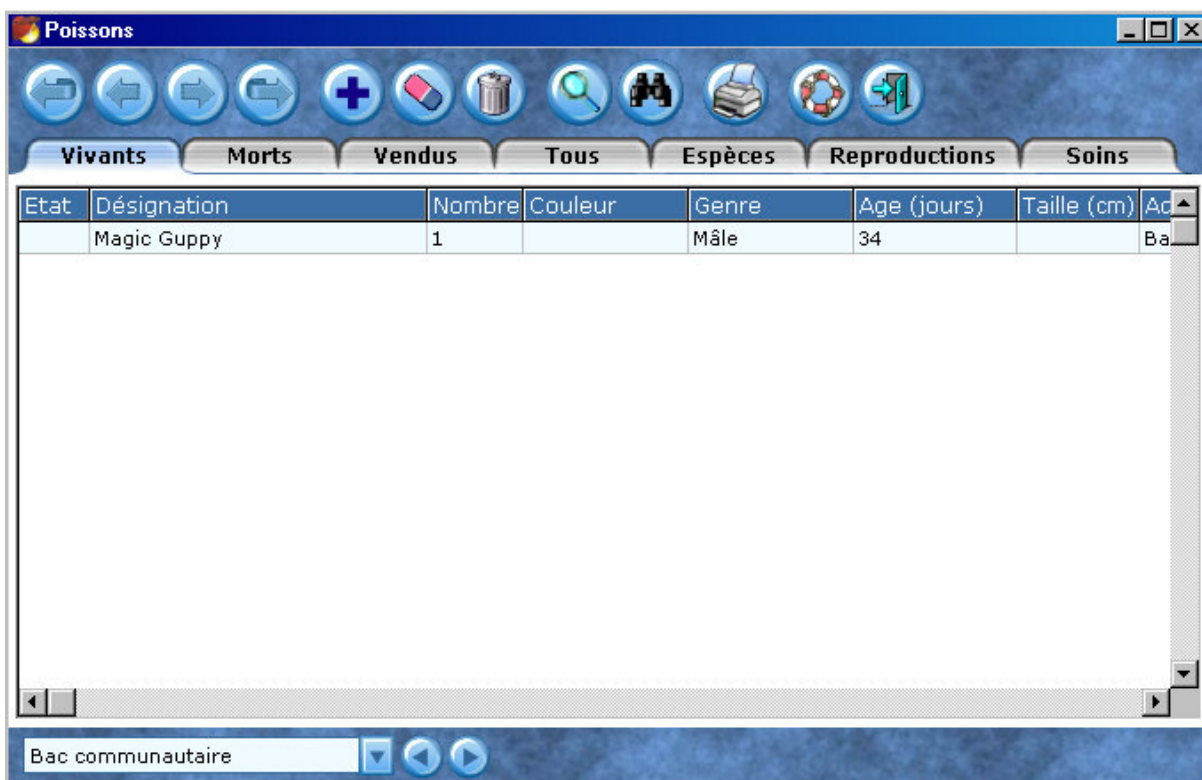 Poissons
Vivants Morts Vendus Tous Espèces Reproductions Soins
Etat Désignation Nombre Couleur Genre Age (jours) Taille (cm)
Magic Guppy 1 Mâle 34
Bac communautaire